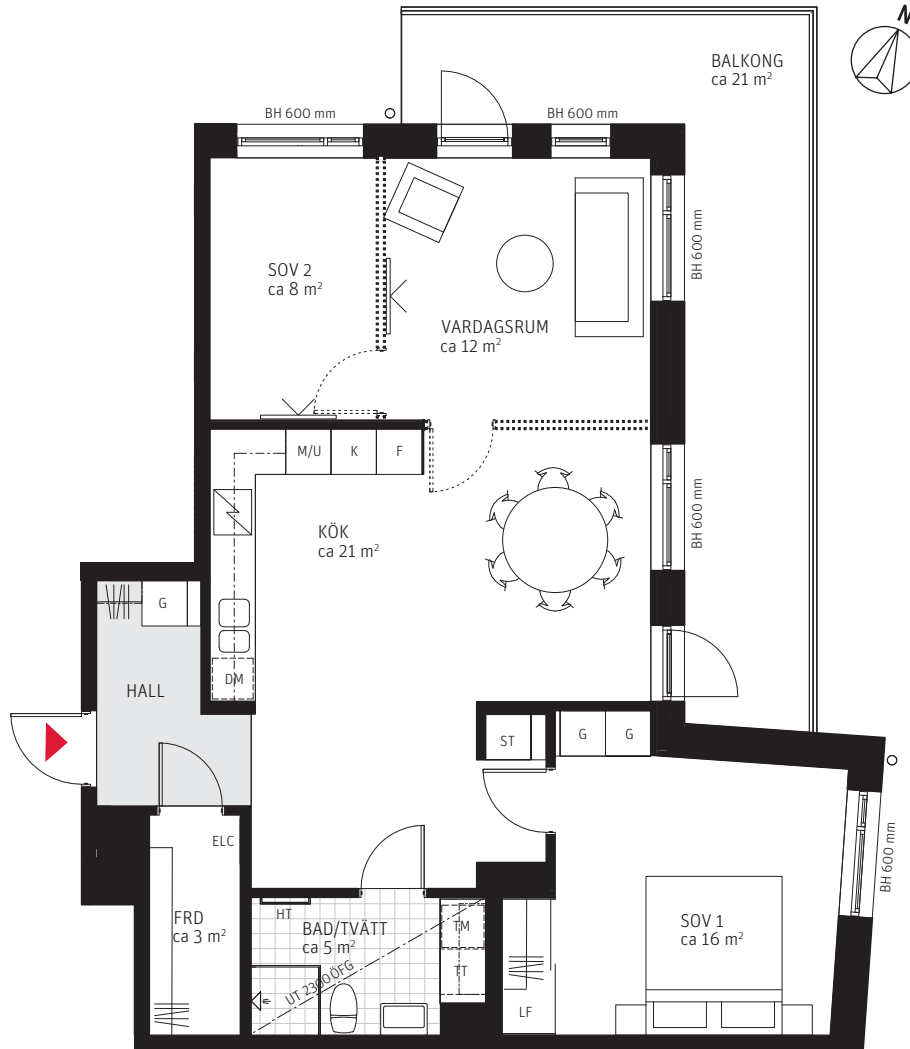 N
BALKONG
ca 21 m²
BH 600 mm
BH 600 mm
SOV 2
ca 8 m²
BH 600 mm
VARDAGSRUM
ca 12 m²
M/U
K
F
KÖK
ca 21 m²
BH 600 mm
G
DM
HALL
ST
G
G
ELC
BH 600 mm
FRD
ca 3 m²
HT
BAD/TVÄTT
ca 5 m²
TM
SOV 1
ca 16 m²
UT 2300 ÖFG
TT
LF